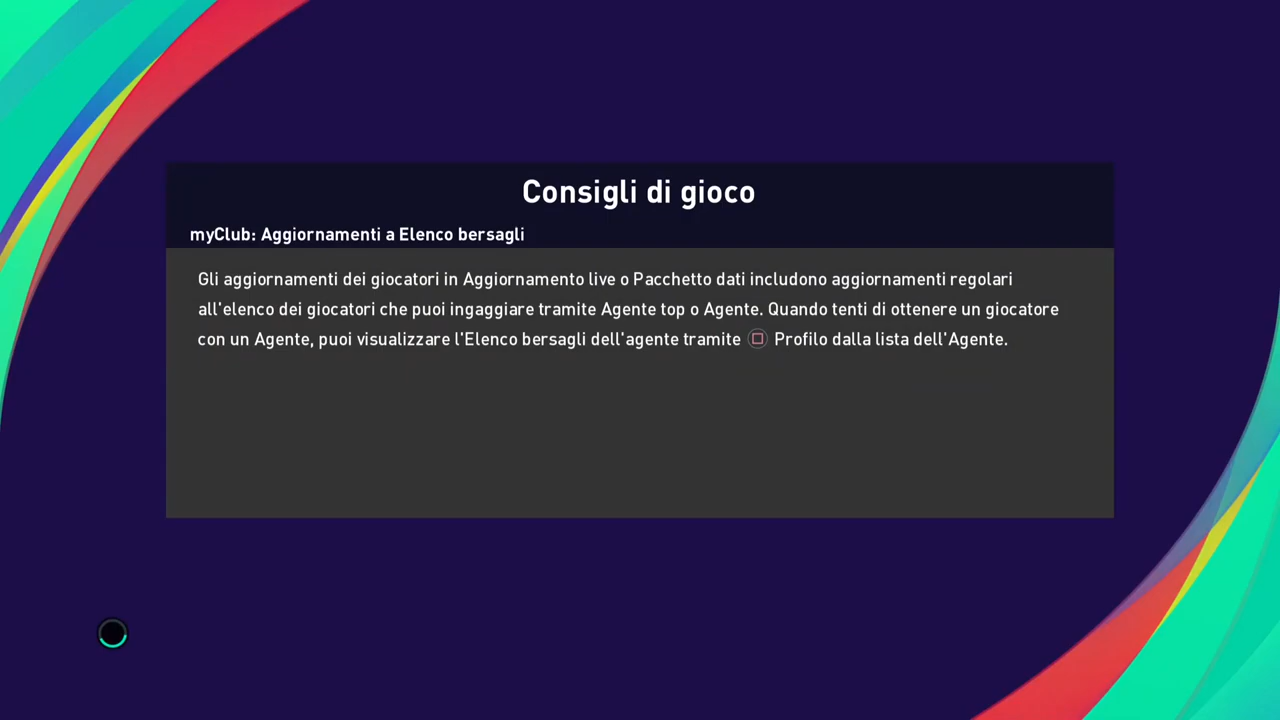 Consigli di gioco
myClub: Aggiornamenti a Elenco bersagli
Gli aggiornamenti dei giocatori in Aggiornamento live o Pacchetto dati includono aggiornamenti regolari
all'elenco dei giocatori che puoi ingaggiare tramite Agente top o Agente. Quando tenti di ottenere un giocatore
con un Agente, puoi visualizzare l'Elenco bersagli dell'agente tramite Profilo dalla lista dell'Agente.